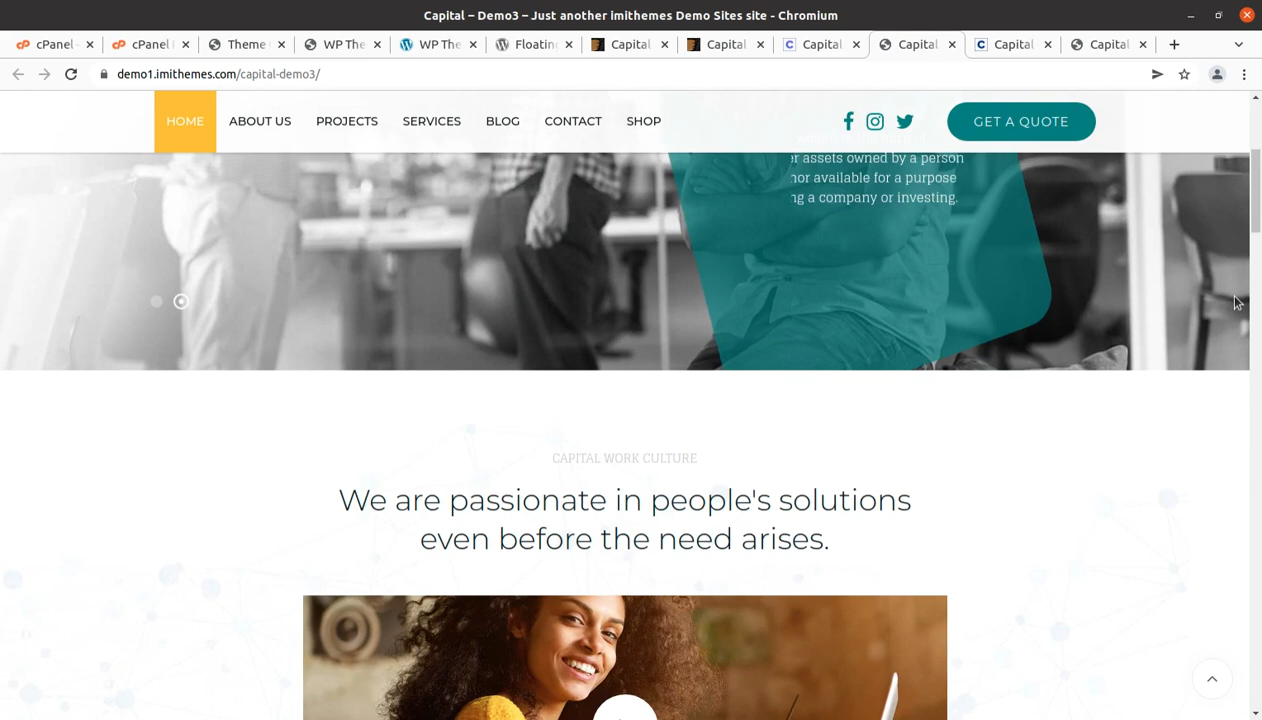 Capital – Demo3 – Just another imithemes Demo Sites site - Chromium
cPanel
cPanel
Theme
WP The
WP The
Floatin
Capital
Capital
Capital
Capital
Capital
Capital
demo1.imithemes.com/capital-demo3/
HOME ABOUT US PROJECTS SERVICES BLOG CONTACT SHOP GET A QUOTE
assets owned by a person
available for a purpose
a company or investing.
CAPITAL WORK CULTURE
We are passionate in people's solutions
even before the need arises.